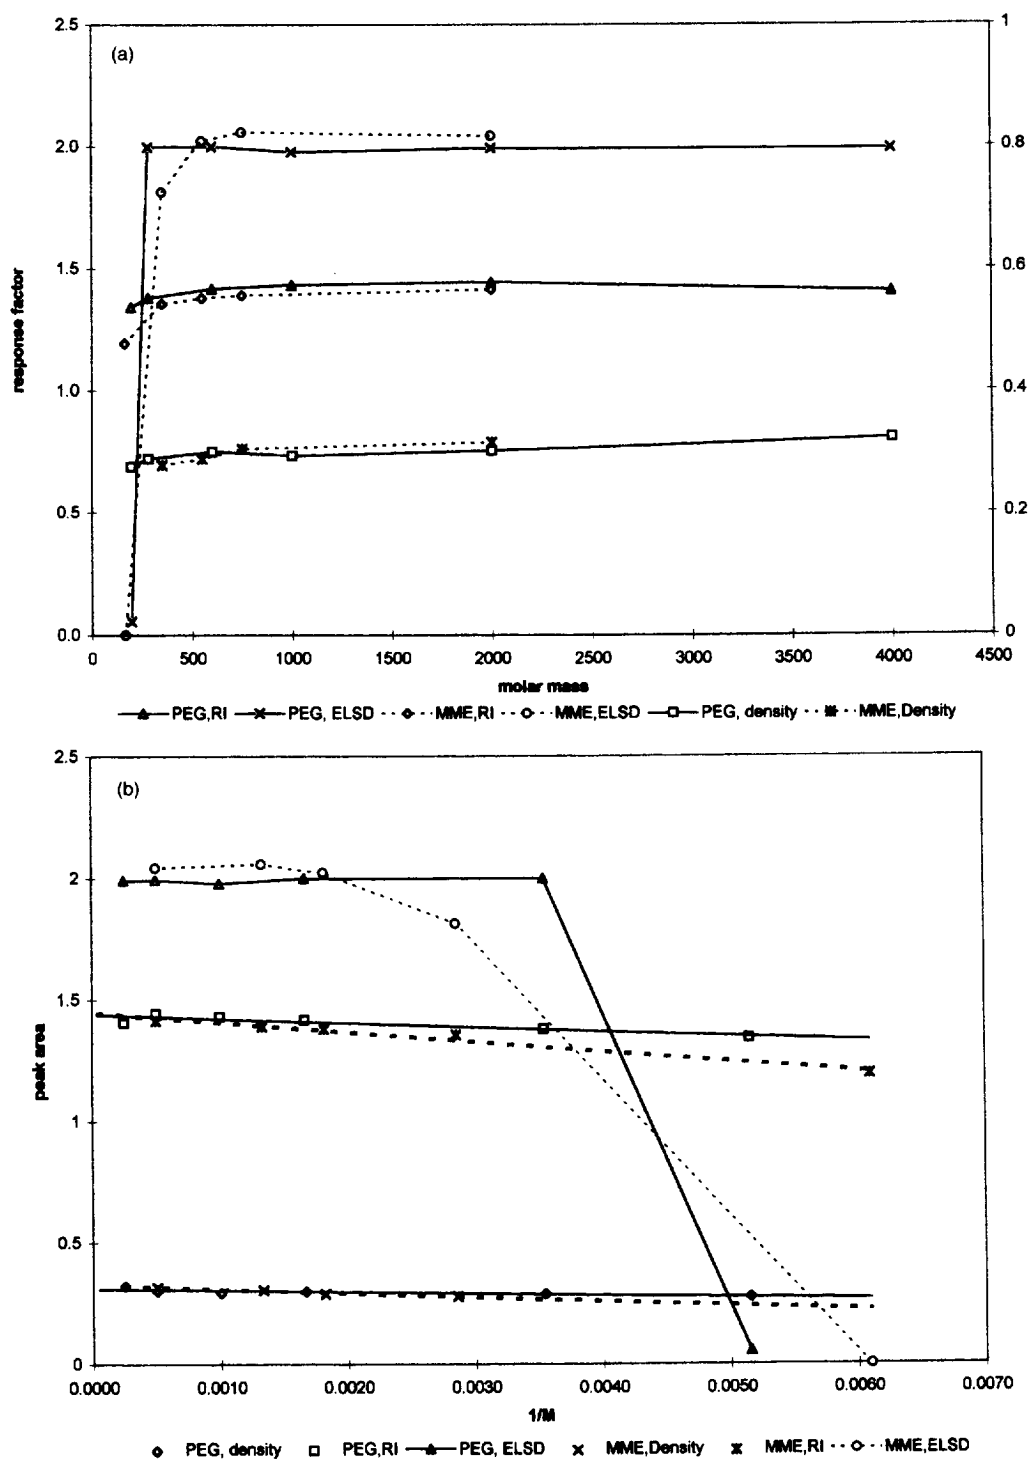 (a)
2.5
2.0
1.5
1.0
0.5
0.0
1
0.8
0.6
0.4
0.2
0
response factor
0 500 1000 1500 2000 2500 3000 3500 4000 4500
molar mass
PEG,RI PEG, ELSD MME,RI MME,ELSD PEG, density MME,Density
(b)
2.5
2
1.5
1
0.5
0
peak area
0.0000 0.0010 0.0020 0.0030 0.0040 0.0050 0.0060 0.0070
1/M
PEG, density PEG,RI PEG, ELSD MME,Density MME,RI MME,ELSD